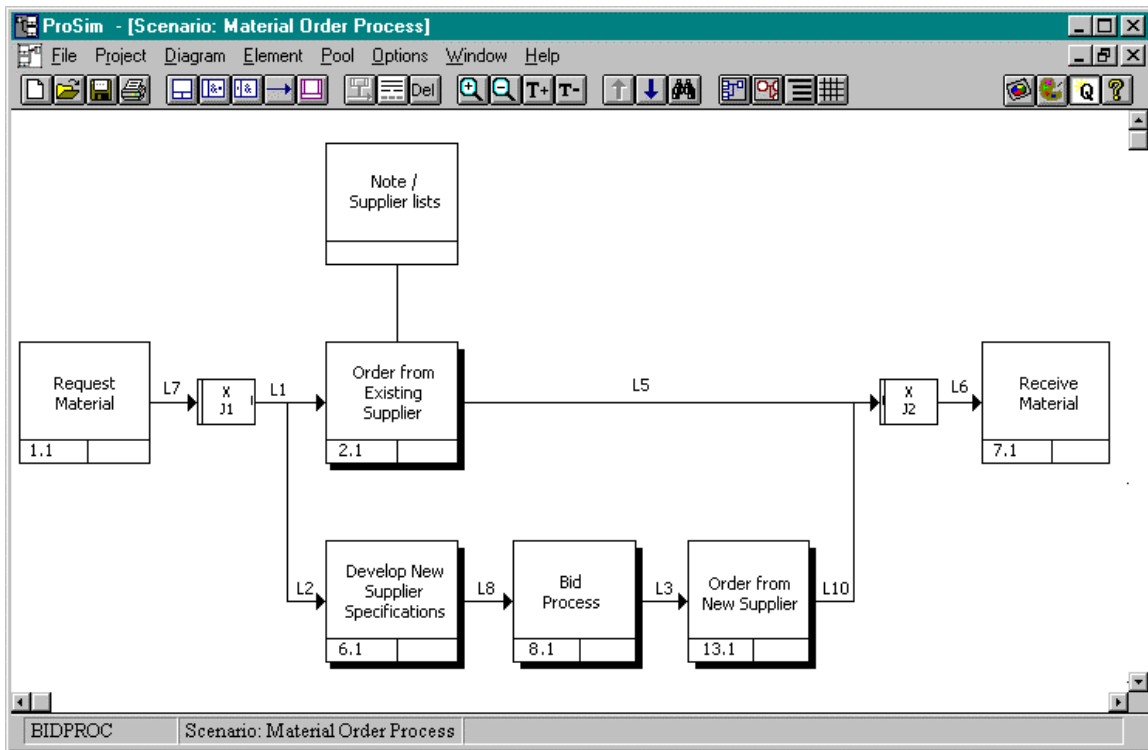 ProSim - [Scenario: Material Order Process]
File Project Diagram Element Pool Options Window Help
& & Del T+ T- Q ?
Note /
Supplier lists
Request
Material
1.1
L7
X
J1
L1
Order from
Existing
Supplier
2.1
L5
X
J2
L6
Receive
Material
7.1
L2
Develop New
Supplier
Specifications
6.1
L8
Bid
Process
8.1
L3
Order from
New Supplier
13.1
L10
BIDPROC Scenario: Material Order Process